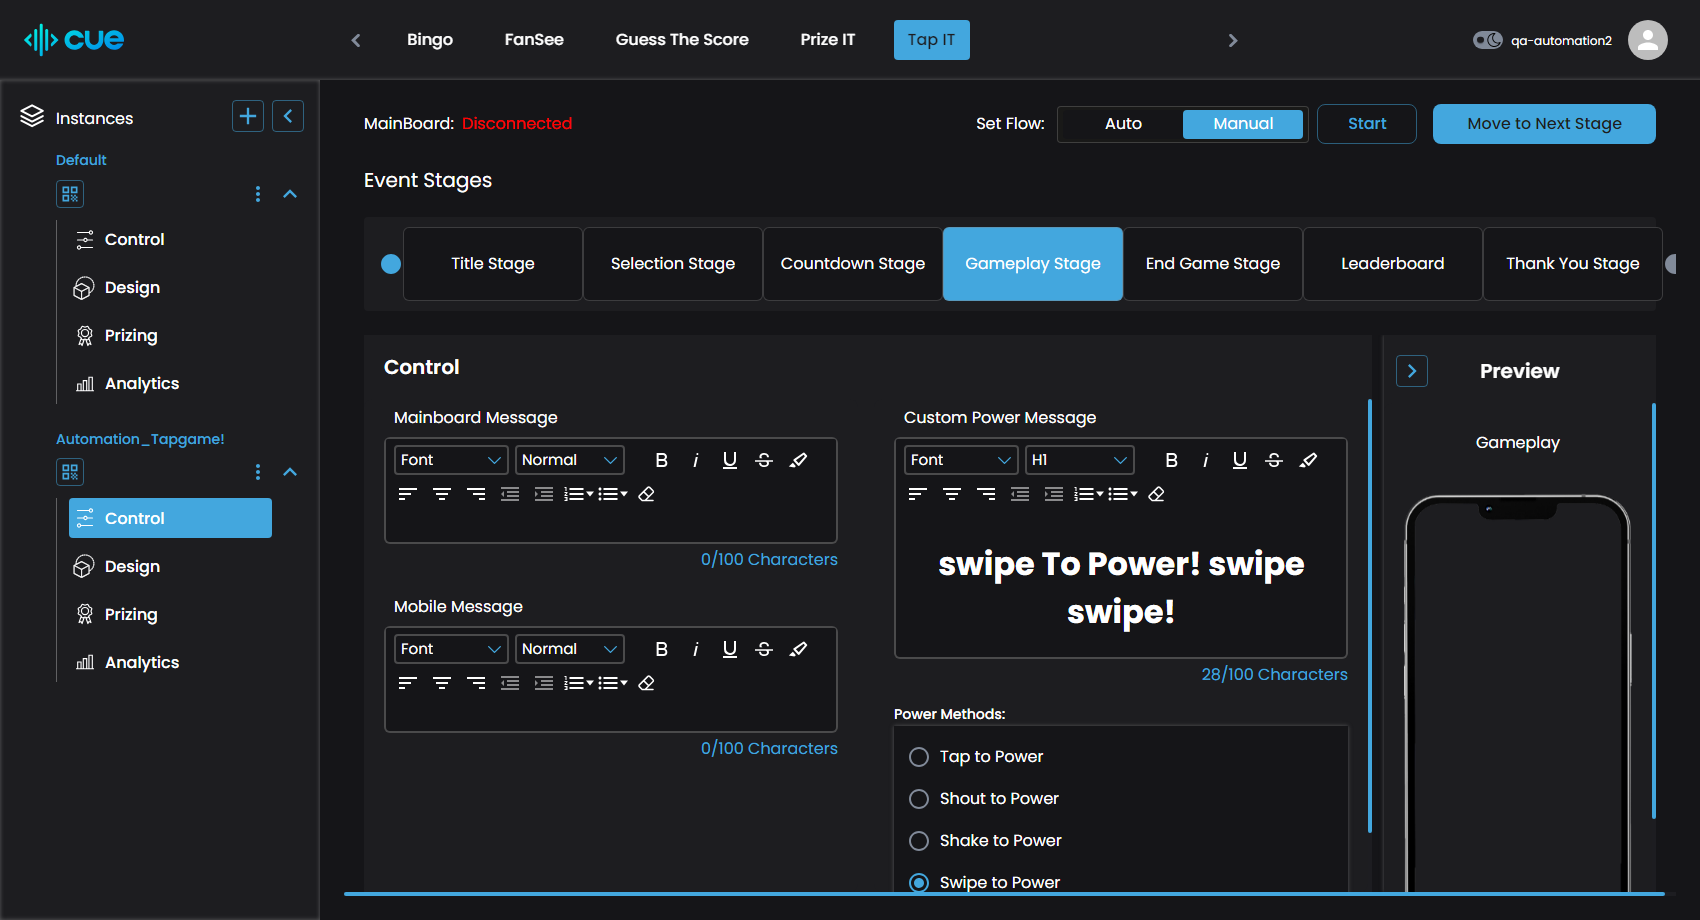 cue
Bingo
FanSee
Guess The Score
Prize IT
Tap IT
qa-automation2
Instances
Default
Control
Design
Prizing
Analytics
Automation_Tapgame!
Control
Design
Prizing
Analytics
MainBoard: Disconnected
Set Flow:
Auto
Manual
Start
Move to Next Stage
Event Stages
Title Stage
Selection Stage
Countdown Stage
Gameplay Stage
End Game Stage
Leaderboard
Thank You Stage
Control
Mainboard Message
Font
Normal
B i U S
0/100 Characters
Mobile Message
Font
Normal
B i U S
0/100 Characters
Custom Power Message
Font
H1
B i U S
swipe To Power! swipe
swipe!
28/100 Characters
Power Methods:
Tap to Power
Shout to Power
Shake to Power
Swipe to Power
Preview
Gameplay